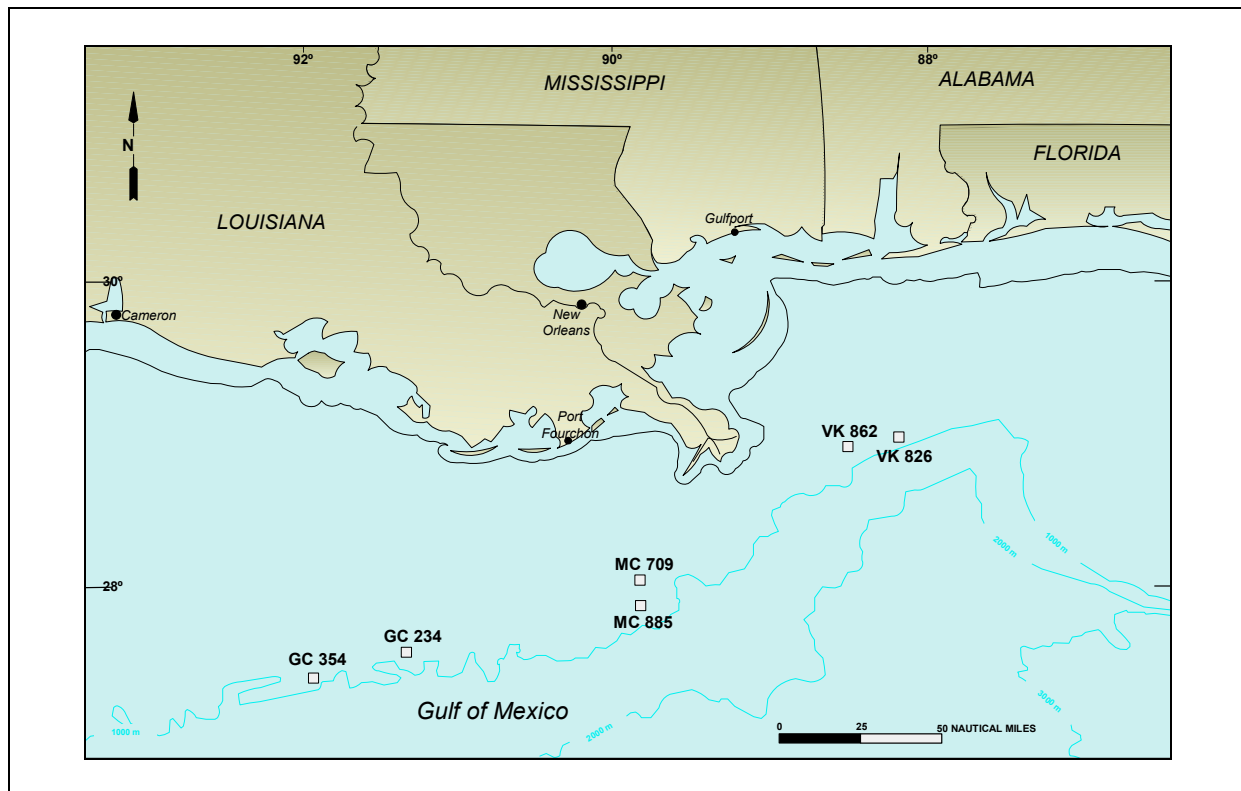 92º
90º
88º
MISSISSIPPI
ALABAMA
N
FLORIDA
LOUISIANA
Gulfport
30º
Cameron
New
Orleans
Port
Fourchon
VK 862
VK 826
1000 m
2000 m
MC 709
28º
MC 885
GC 234
GC 354
3000 m
Gulf of Mexico
1000 m
2000 m
0
25
50 NAUTICAL MILES